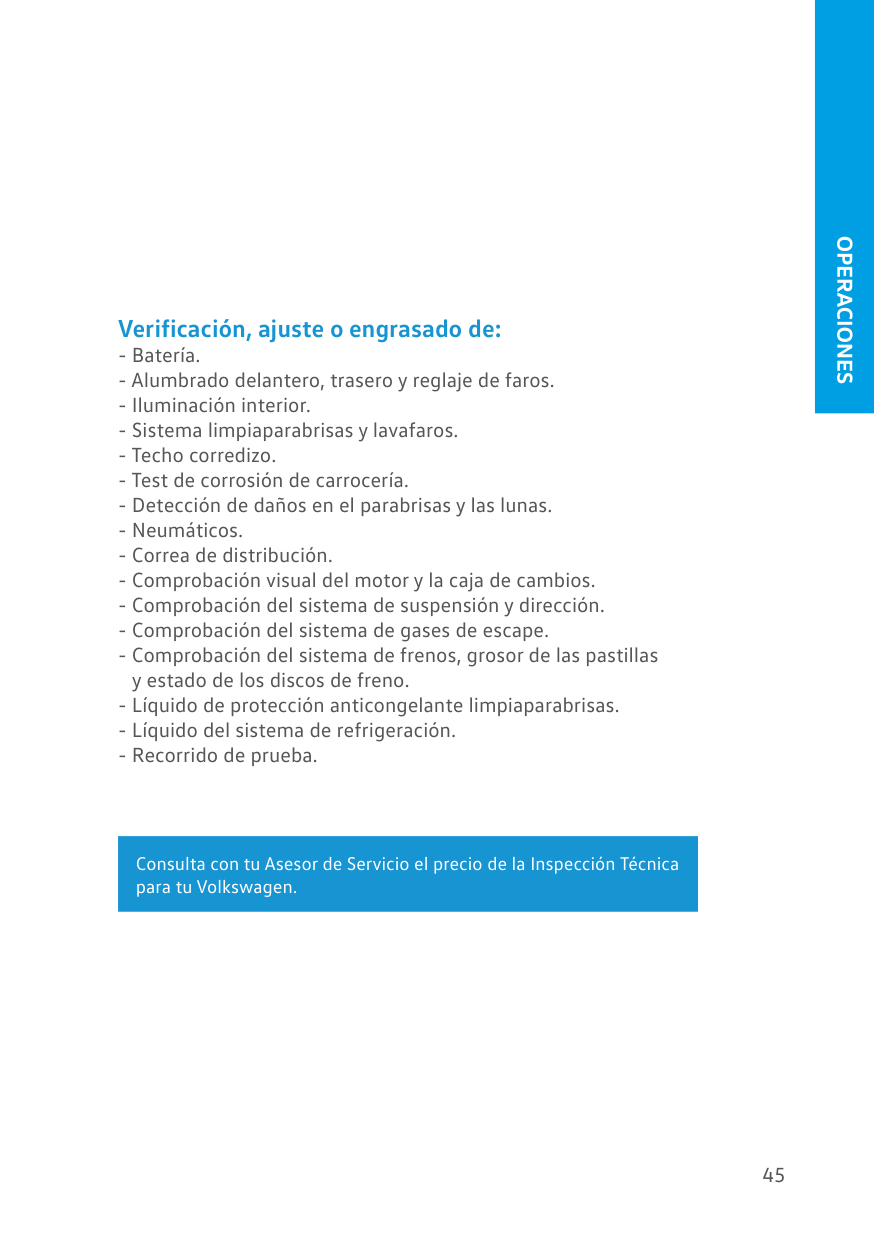 OPERACIONES
Verificación, ajuste o engrasado de:
- Batería.
- Alumbrado delantero, trasero y reglaje de faros.
- Iluminación interior.
- Sistema limpiaparabrisas y lavafaros.
- Techo corredizo.
- Test de corrosión de carrocería.
- Detección de daños en el parabrisas y las lunas.
- Neumáticos.
- Correa de distribución.
- Comprobación visual del motor y la caja de cambios.
- Comprobación del sistema de suspensión y dirección.
- Comprobación del sistema de gases de escape.
- Comprobación del sistema de frenos, grosor de las pastillas
y estado de los discos de freno.
- Líquido de protección anticongelante limpiaparabrisas.
- Líquido del sistema de refrigeración.
- Recorrido de prueba.
Consulta con tu Asesor de Servicio el precio de la Inspección Técnica
para tu Volkswagen.
45